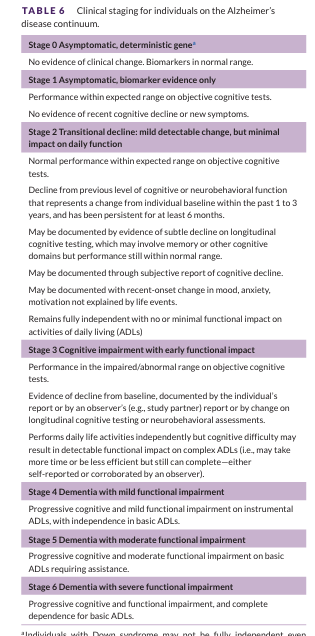 TABLE 6 Clinical staging for individuals on the Alzheimer's
disease continuum.
Stage 0 Asymptomatic, deterministic geneᵃ
No evidence of clinical change. Biomarkers in normal range.
Stage 1 Asymptomatic, biomarker evidence only
Performance within expected range on objective cognitive tests.
No evidence of recent cognitive decline or new symptoms.
Stage 2 Transitional decline: mild detectable change, but minimal
impact on daily function
Normal performance within expected range on objective cognitive
tests.
Decline from previous level of cognitive or neurobehavioral function
that represents a change from individual baseline within the past 1 to 3
years, and has been persistent for at least 6 months.
May be documented by evidence of subtle decline on longitudinal
cognitive testing, which may involve memory or other cognitive
domains but performance still within normal range.
May be documented through subjective report of cognitive decline.
May be documented with recent-onset change in mood, anxiety,
motivation not explained by life events.
Remains fully independent with no or minimal functional impact on
activities of daily living (ADLs)
Stage 3 Cognitive impairment with early functional impact
Performance in the impaired/abnormal range on objective cognitive
tests.
Evidence of decline from baseline, documented by the individual's
report or by an observer's (e.g., study partner) report or by change on
longitudinal cognitive testing or neurobehavioral assessments.
Performs daily life activities independently but cognitive difficulty may
result in detectable functional impact on complex ADLs (i.e., may take
more time or be less efficient but still can complete—either
self-reported or corroborated by an observer).
Stage 4 Dementia with mild functional impairment
Progressive cognitive and mild functional impairment on instrumental
ADLs, with independence in basic ADLs.
Stage 5 Dementia with moderate functional impairment
Progressive cognitive and moderate functional impairment on basic
ADLs requiring assistance.
Stage 6 Dementia with severe functional impairment
Progressive cognitive and functional impairment, and complete
dependence for basic ADLs.
ᵃIndividuals with Down syndrome may not be fully independent even